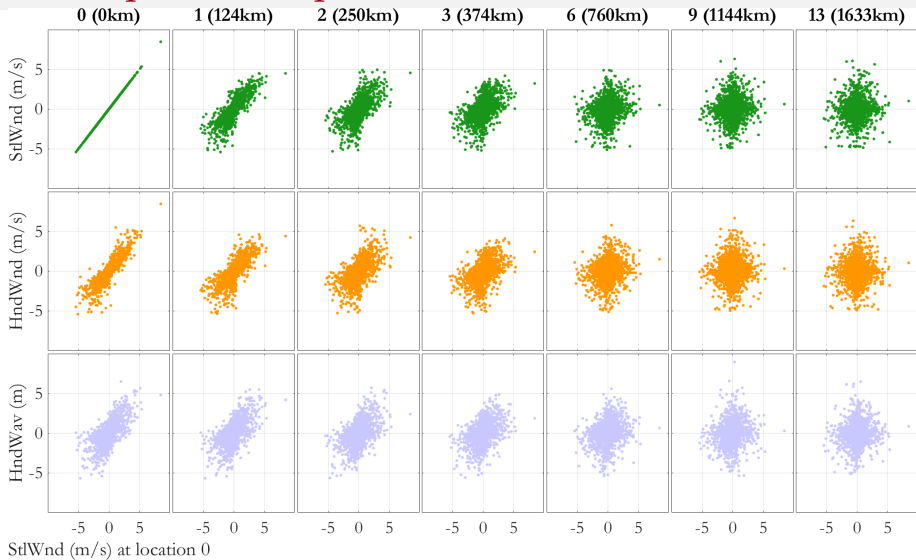 0 (0km) 1 (124km) 2 (250km) 3 (374km) 6 (760km) 9 (1144km) 13 (1633km)
StlWnd (m/s)
5
0
-5
HndWnd (m/s)
5
0
-5
HndWav (m)
5
0
-5
-5 0 5 -5 0 5 -5 0 5 -5 0 5 -5 0 5 -5 0 5 -5 0 5
StlWnd (m/s) at location 0